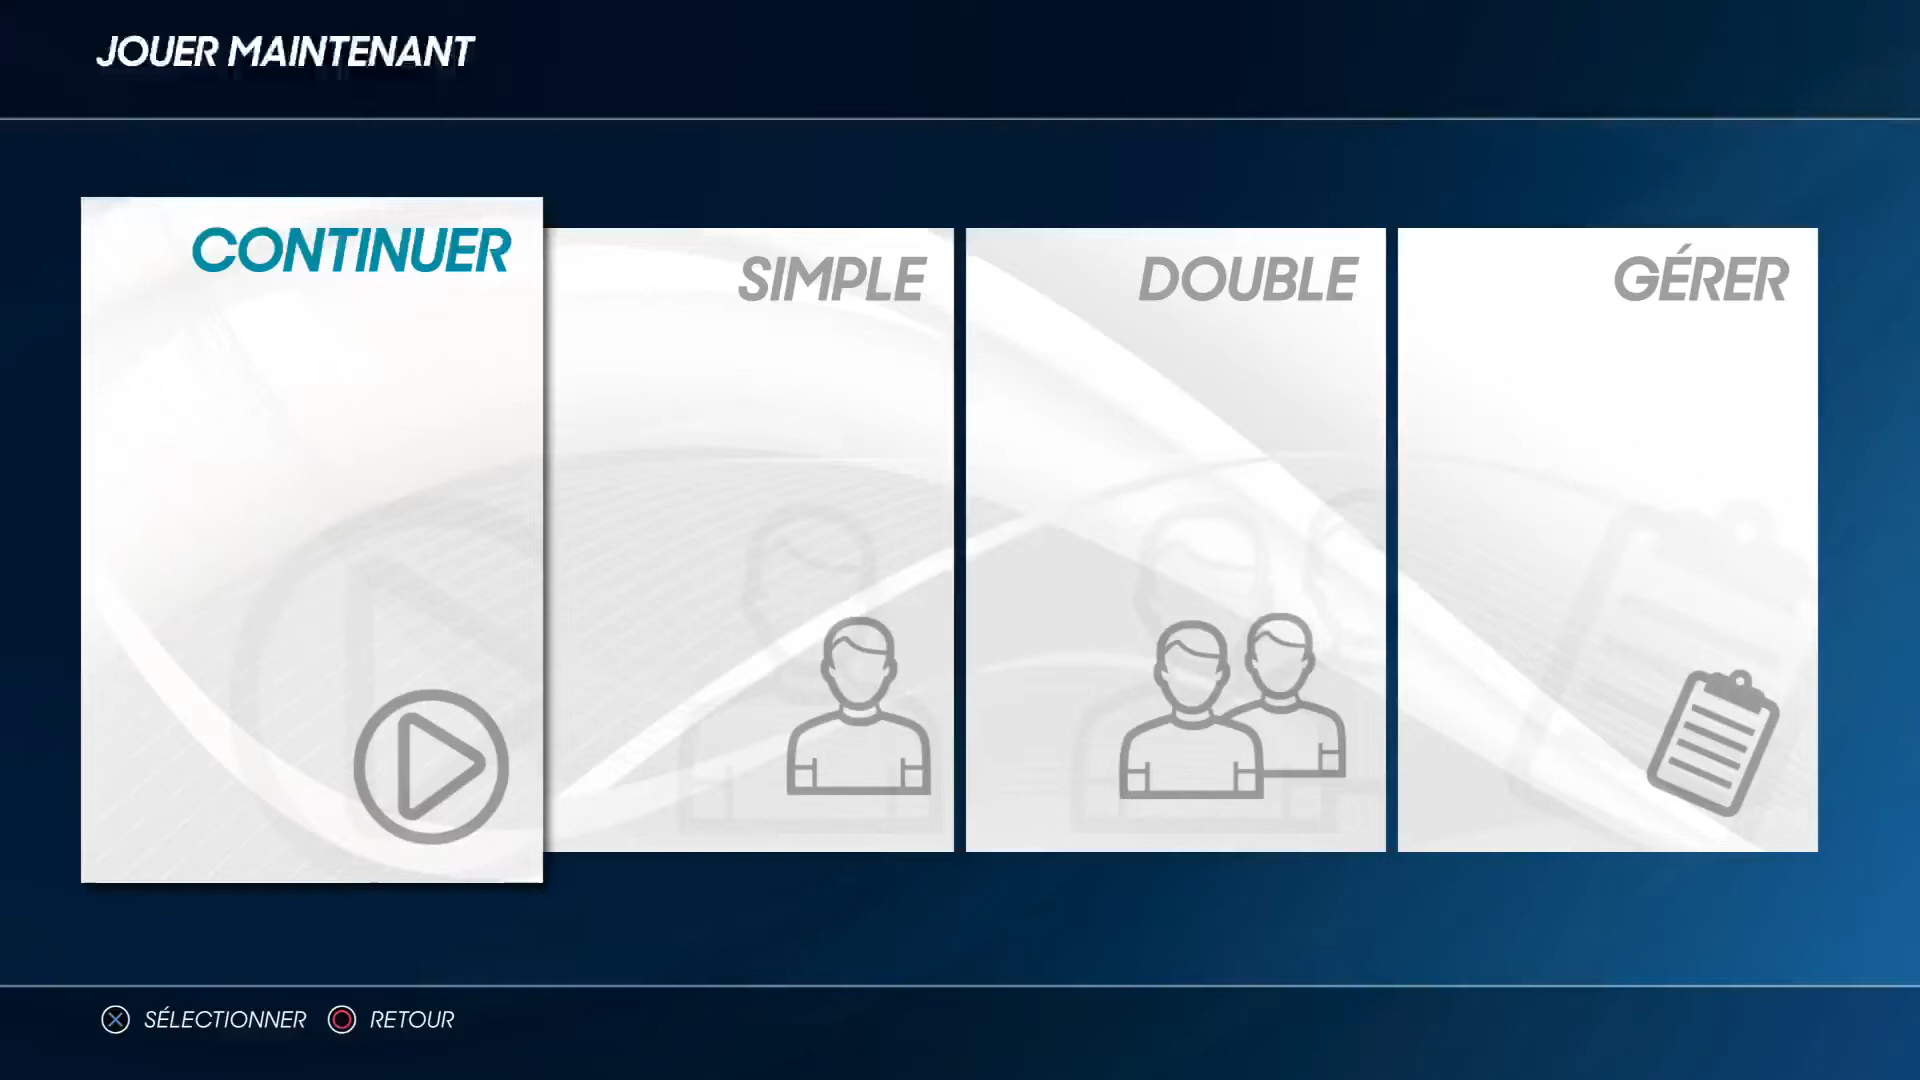 JOUER MAINTENANT
CONTINUER
SIMPLE
DOUBLE
GÉRER
SÉLECTIONNER RETOUR